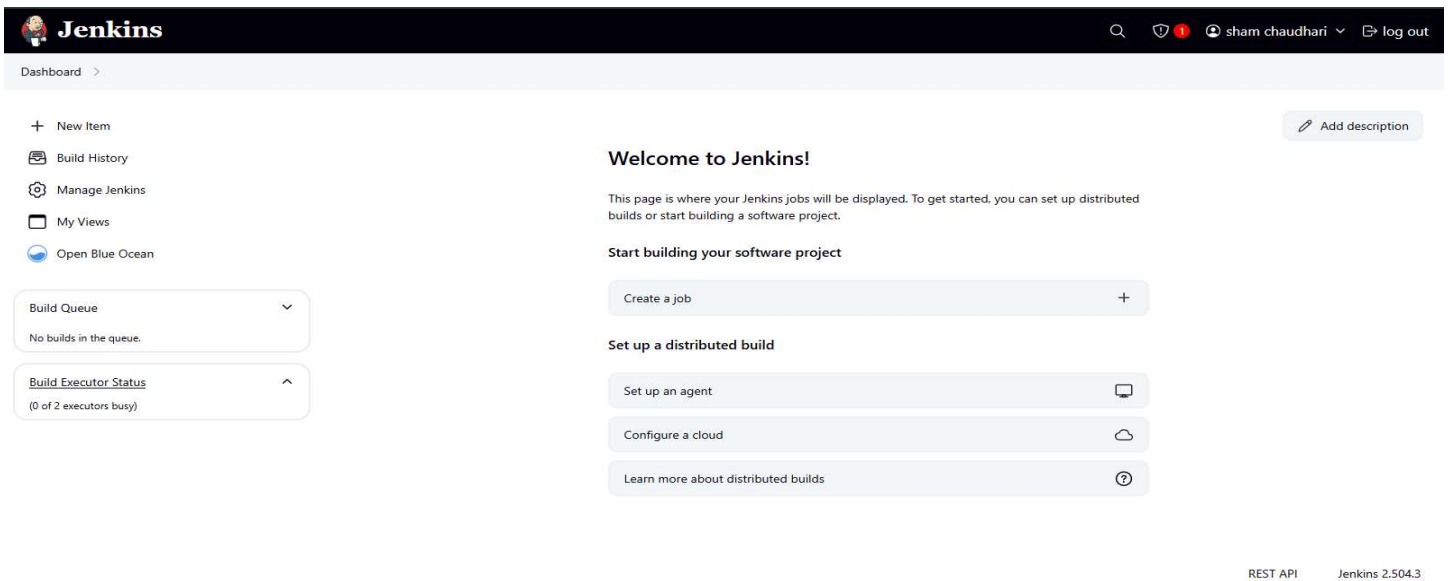 Jenkins
1 sham chaudhari log out
Dashboard >
New Item
Build History
Manage Jenkins
My Views
Open Blue Ocean
Build Queue
No builds in the queue.
Build Executor Status
(0 of 2 executors busy)
Add description
Welcome to Jenkins!
This page is where your Jenkins jobs will be displayed. To get started, you can set up distributed
builds or start building a software project.
Start building your software project
Create a job
Set up a distributed build
Set up an agent
Configure a cloud
Learn more about distributed builds
REST API Jenkins 2.504.3